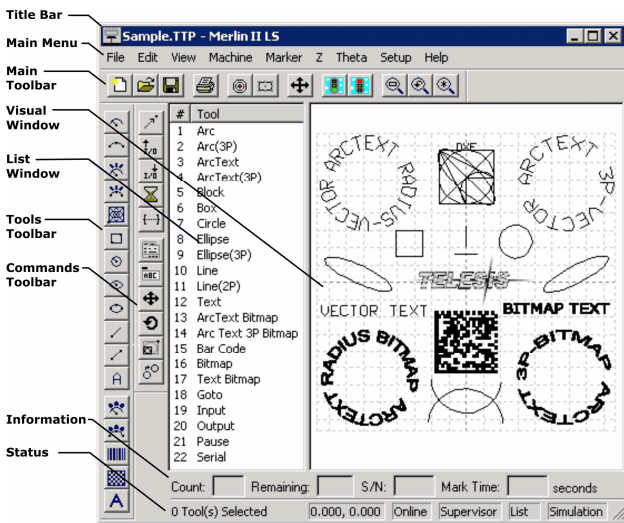 Title Bar
Sample.TTP - Merlin II LS
Main Menu
File Edit View Machine Marker Z Theta Setup Help
Main
Toolbar
Visual
Window
List
Window
Tools
Toolbar
Commands
Toolbar
Information
Status
I/O
I/O
ABC
A
A
# Tool
1 Arc
2 Arc(3P)
3 ArcText
4 ArcText(3P)
5 Block
6 Box
7 Circle
8 Ellipse
9 Ellipse(3P)
10 Line
11 Line(2P)
12 Text
13 ArcText Bitmap
14 Arc Text 3P Bitmap
15 Bar Code
16 Bitmap
17 Text Bitmap
18 Goto
19 Input
20 Output
21 Pause
22 Serial
ARCTEXT RADIUS-VECTOR
DXF
ARCTEXT 3P-VECTOR
TELESIS
VECTOR TEXT
BITMAP TEXT
ARCTEXT RADIUS BITMAP
ARCTEXT 3P-BITMAP
Count: Remaining: S/N: Mark Time: seconds
0 Tool(s) Selected 0.000, 0.000 Online Supervisor List Simulation